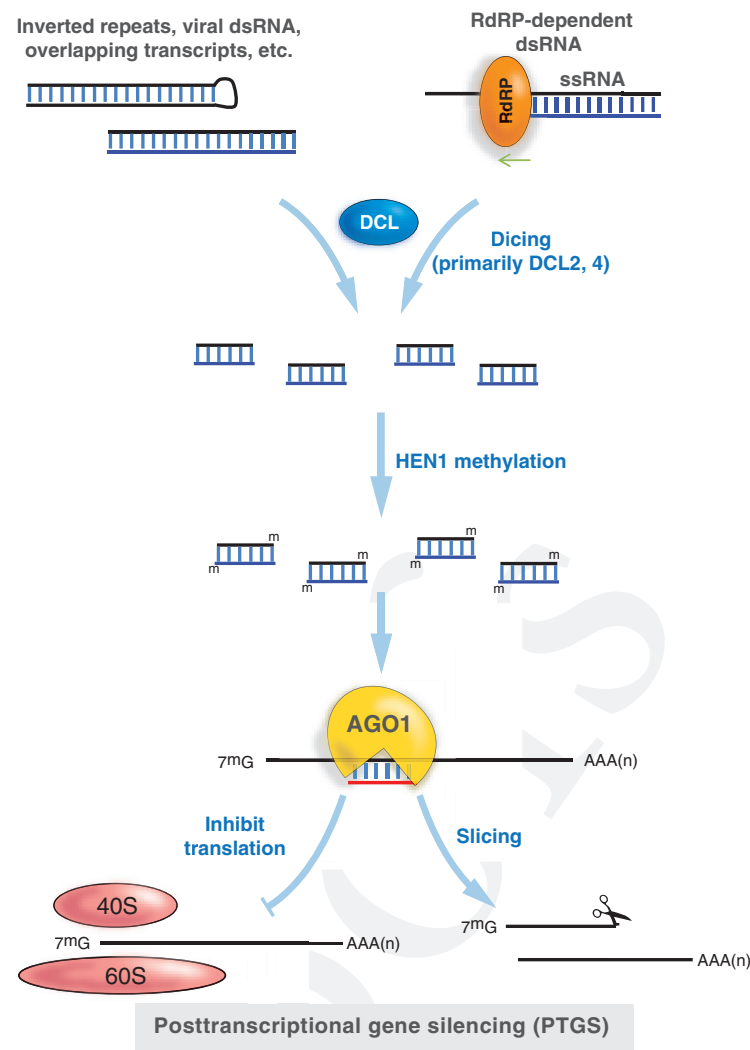 Inverted repeats, viral dsRNA,
overlapping transcripts, etc.
RdRP-dependent
dsRNA
ssRNA
RdRP
DCL
Dicing
(primarily DCL2, 4)
HEN1 methylation
m
m
m
m
m
m
m
m
AGO1
7mG
AAA(n)
Inhibit
translation
Slicing
40S
7mG
AAA(n)
60S
7mG
AAA(n)
Posttranscriptional gene silencing (PTGS)